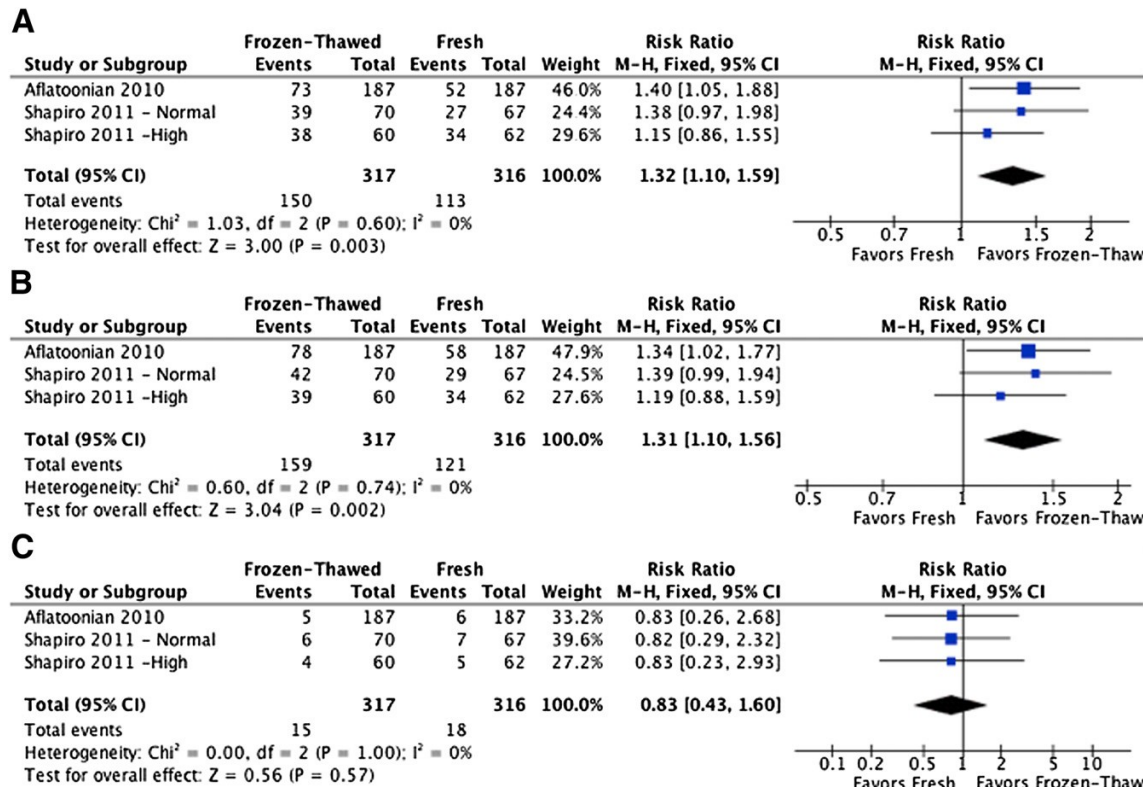 A
Frozen-Thawed Fresh Risk Ratio Risk Ratio
Study or Subgroup Events Total Events Total Weight M-H, Fixed, 95% CI M-H, Fixed, 95% CI
Aflatoonian 2010 73 187 52 187 46.0% 1.40 [1.05, 1.88]
Shapiro 2011 - Normal 39 70 27 67 24.4% 1.38 [0.97, 1.98]
Shapiro 2011 -High 38 60 34 62 29.6% 1.15 [0.86, 1.55]
Total (95% CI) 317 316 100.0% 1.32 [1.10, 1.59]
Total events 150 113
Heterogeneity: Chi² = 1.03, df = 2 (P = 0.60); I² = 0%
Test for overall effect: Z = 3.00 (P = 0.003)
0.5 0.7 1 1.5 2
Favors Fresh Favors Frozen-Thaw
B
Frozen-Thawed Fresh Risk Ratio Risk Ratio
Study or Subgroup Events Total Events Total Weight M-H, Fixed, 95% CI M-H, Fixed, 95% CI
Aflatoonian 2010 78 187 58 187 47.9% 1.34 [1.02, 1.77]
Shapiro 2011 - Normal 42 70 29 67 24.5% 1.39 [0.99, 1.94]
Shapiro 2011 -High 39 60 34 62 27.6% 1.19 [0.88, 1.59]
Total (95% CI) 317 316 100.0% 1.31 [1.10, 1.56]
Total events 159 121
Heterogeneity: Chi² = 0.60, df = 2 (P = 0.74); I² = 0%
Test for overall effect: Z = 3.04 (P = 0.002)
0.5 0.7 1 1.5 2
Favors Fresh Favors Frozen-Thaw
C
Frozen-Thawed Fresh Risk Ratio Risk Ratio
Study or Subgroup Events Total Events Total Weight M-H, Fixed, 95% CI M-H, Fixed, 95% CI
Aflatoonian 2010 5 187 6 187 33.2% 0.83 [0.26, 2.68]
Shapiro 2011 - Normal 6 70 7 67 39.6% 0.82 [0.29, 2.32]
Shapiro 2011 -High 4 60 5 62 27.2% 0.83 [0.23, 2.93]
Total (95% CI) 317 316 100.0% 0.83 [0.43, 1.60]
Total events 15 18
Heterogeneity: Chi² = 0.00, df = 2 (P = 1.00); I² = 0%
Test for overall effect: Z = 0.56 (P = 0.57)
0.1 0.2 0.5 1 2 5 10
Favors Fresh Favors Frozen-Thaw